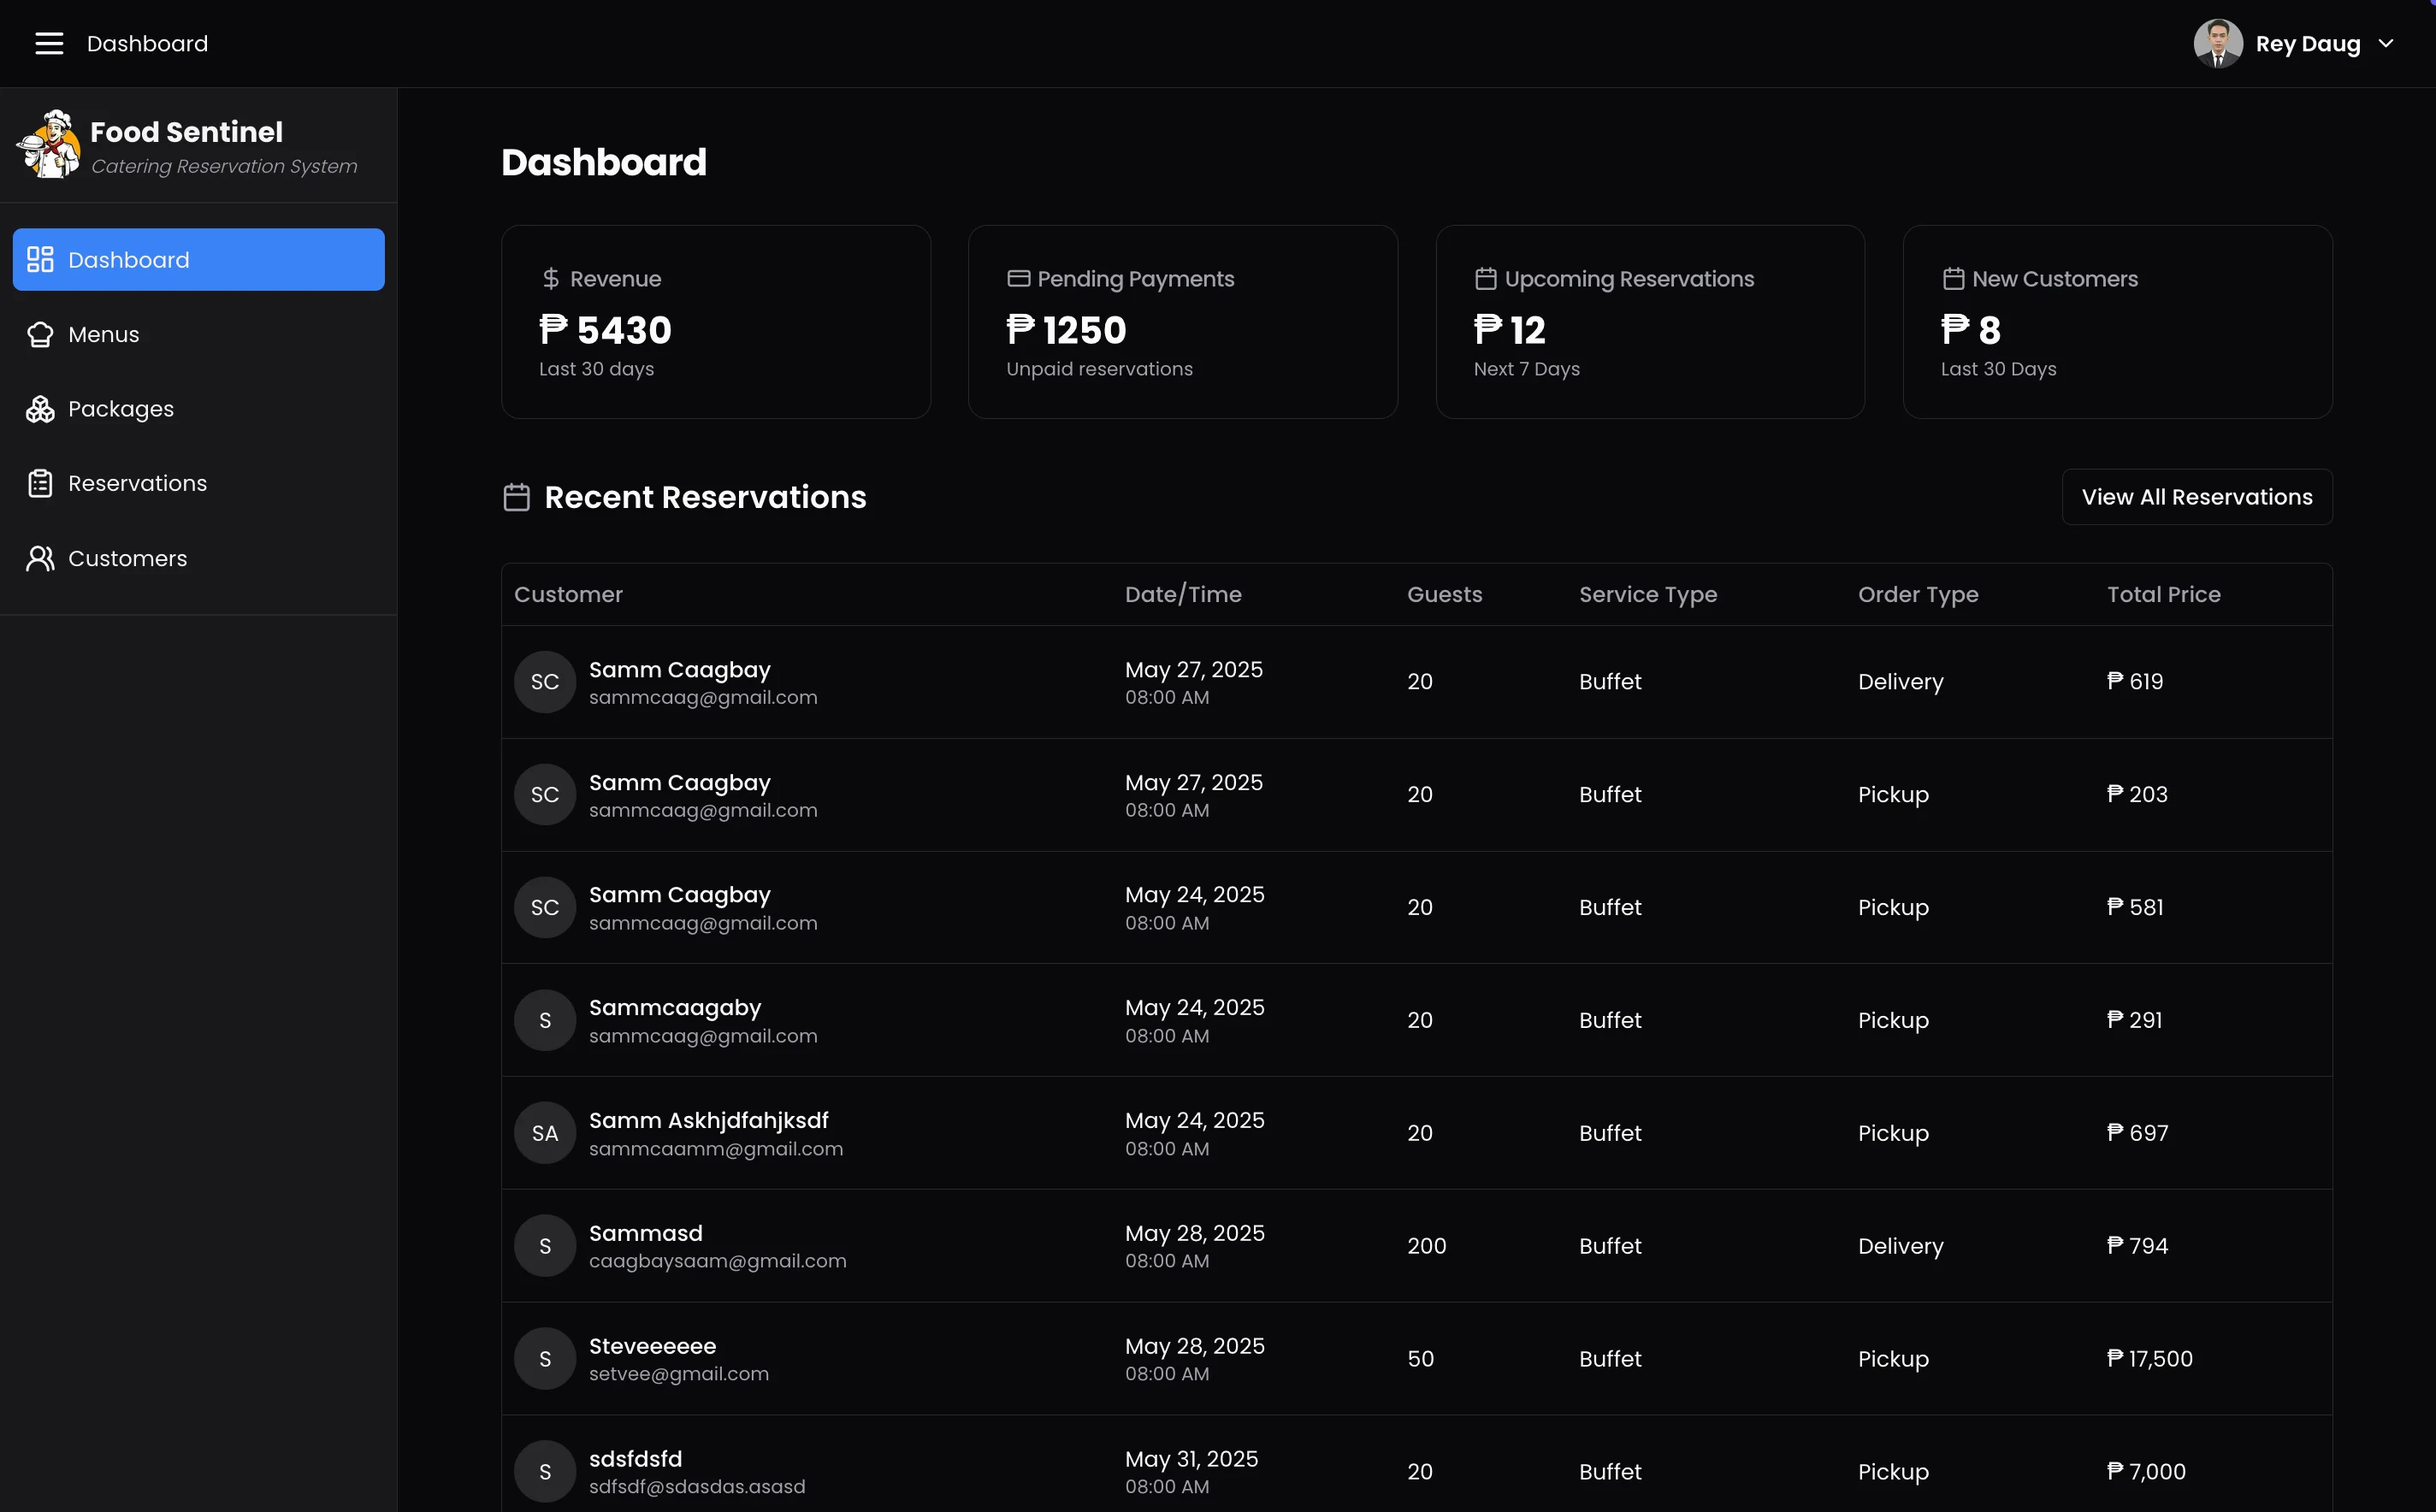 Dashboard
Rey Daug
Food Sentinel
Catering Reservation System
Dashboard
Menus
Packages
Reservations
Customers
Dashboard
Revenue
₱ 5430
Last 30 days
Pending Payments
₱ 1250
Unpaid reservations
Upcoming Reservations
₱ 12
Next 7 Days
New Customers
₱ 8
Last 30 Days
Recent Reservations
View All Reservations
Customer Date/Time Guests Service Type Order Type Total Price
SC Samm Caagbay May 27, 2025 20 Buffet Delivery ₱ 619
sammcaag@gmail.com 08:00 AM
SC Samm Caagbay May 27, 2025 20 Buffet Pickup ₱ 203
sammcaag@gmail.com 08:00 AM
SC Samm Caagbay May 24, 2025 20 Buffet Pickup ₱ 581
sammcaag@gmail.com 08:00 AM
S Sammcaagaby May 24, 2025 20 Buffet Pickup ₱ 291
sammcaag@gmail.com 08:00 AM
SA Samm Askhjdfahjksdf May 24, 2025 20 Buffet Pickup ₱ 697
sammcaamm@gmail.com 08:00 AM
S Sammasd May 28, 2025 200 Buffet Delivery ₱ 794
caagbaysaam@gmail.com 08:00 AM
S Steveeeeee May 28, 2025 50 Buffet Pickup ₱ 17,500
setvee@gmail.com 08:00 AM
S sdsfdsfd May 31, 2025 20 Buffet Pickup ₱ 7,000
sdfsdf@sdasdas.asasd 08:00 AM